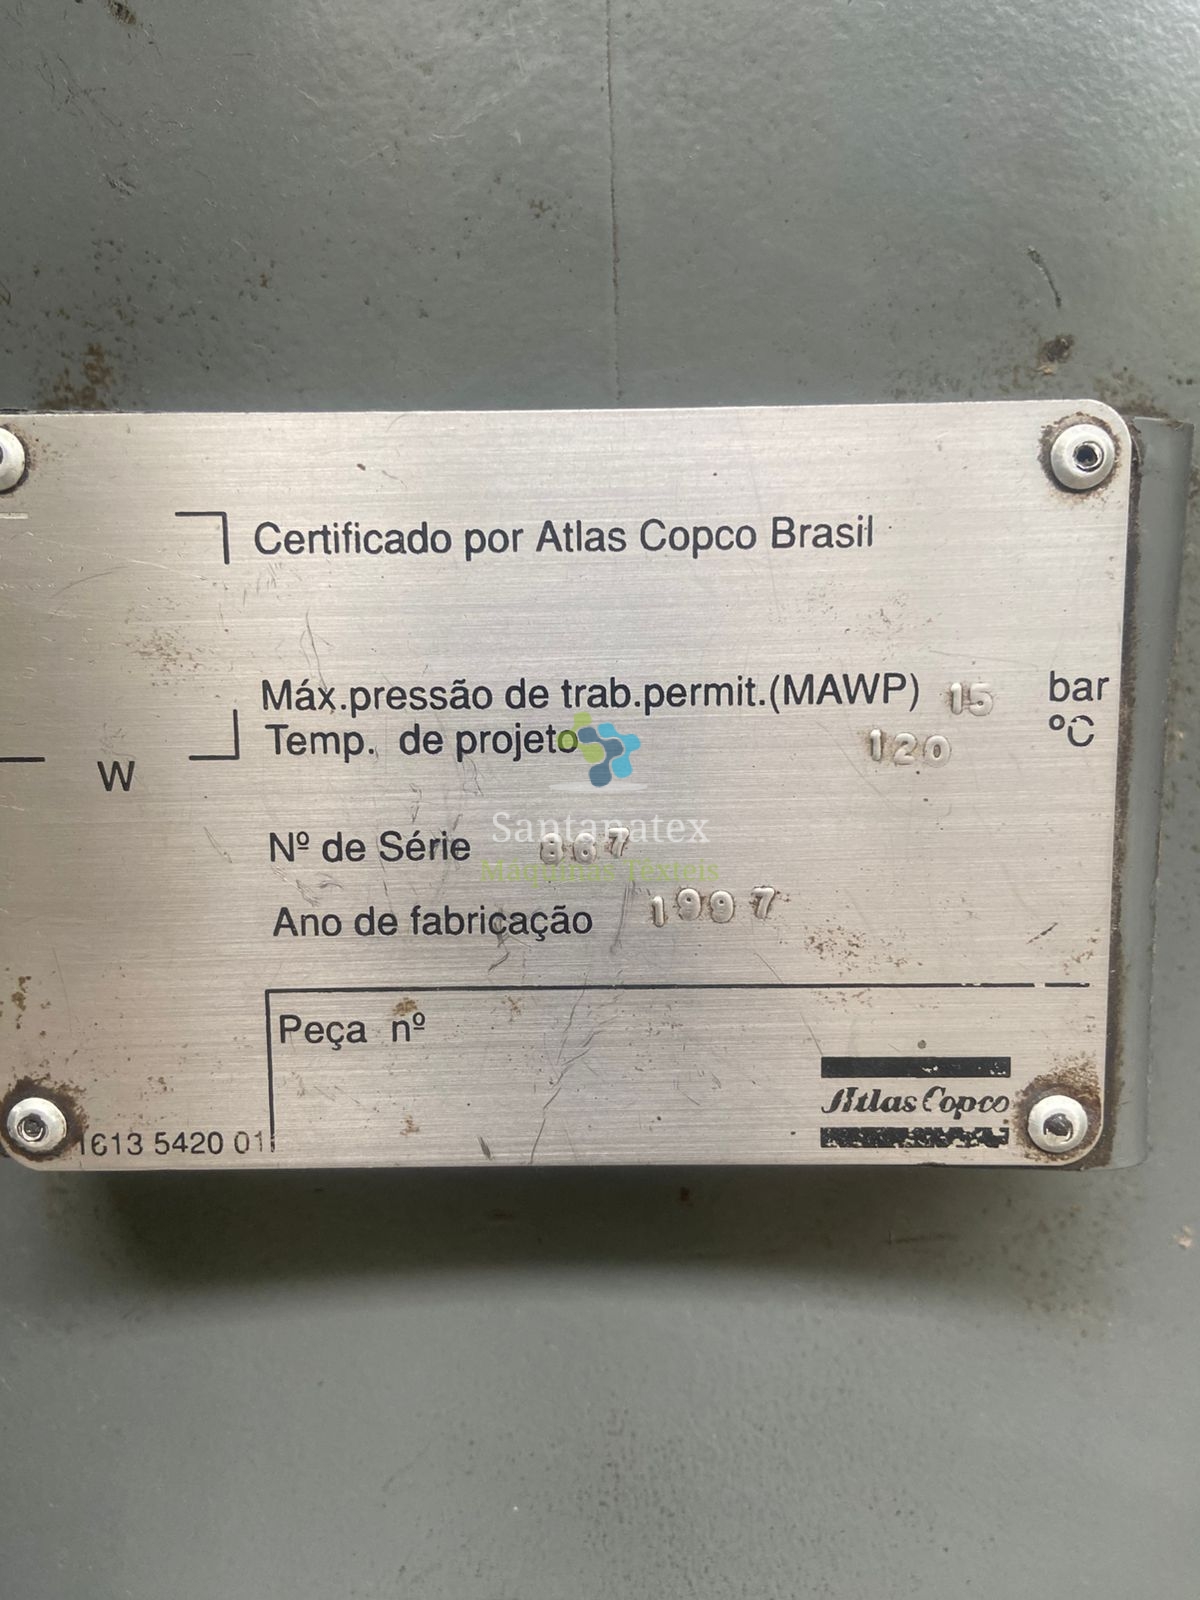 Certificado por Atlas Copco Brasil
Máx.pressão de trab.permit.(MAWP) 15 bar
Temp. de projeto 120 ºC
W
Santanatex
Nº de Série 867
Máquinas Têxteis
Ano de fabricação 1997
Peça nº
Atlas Copco
1613 5420 01